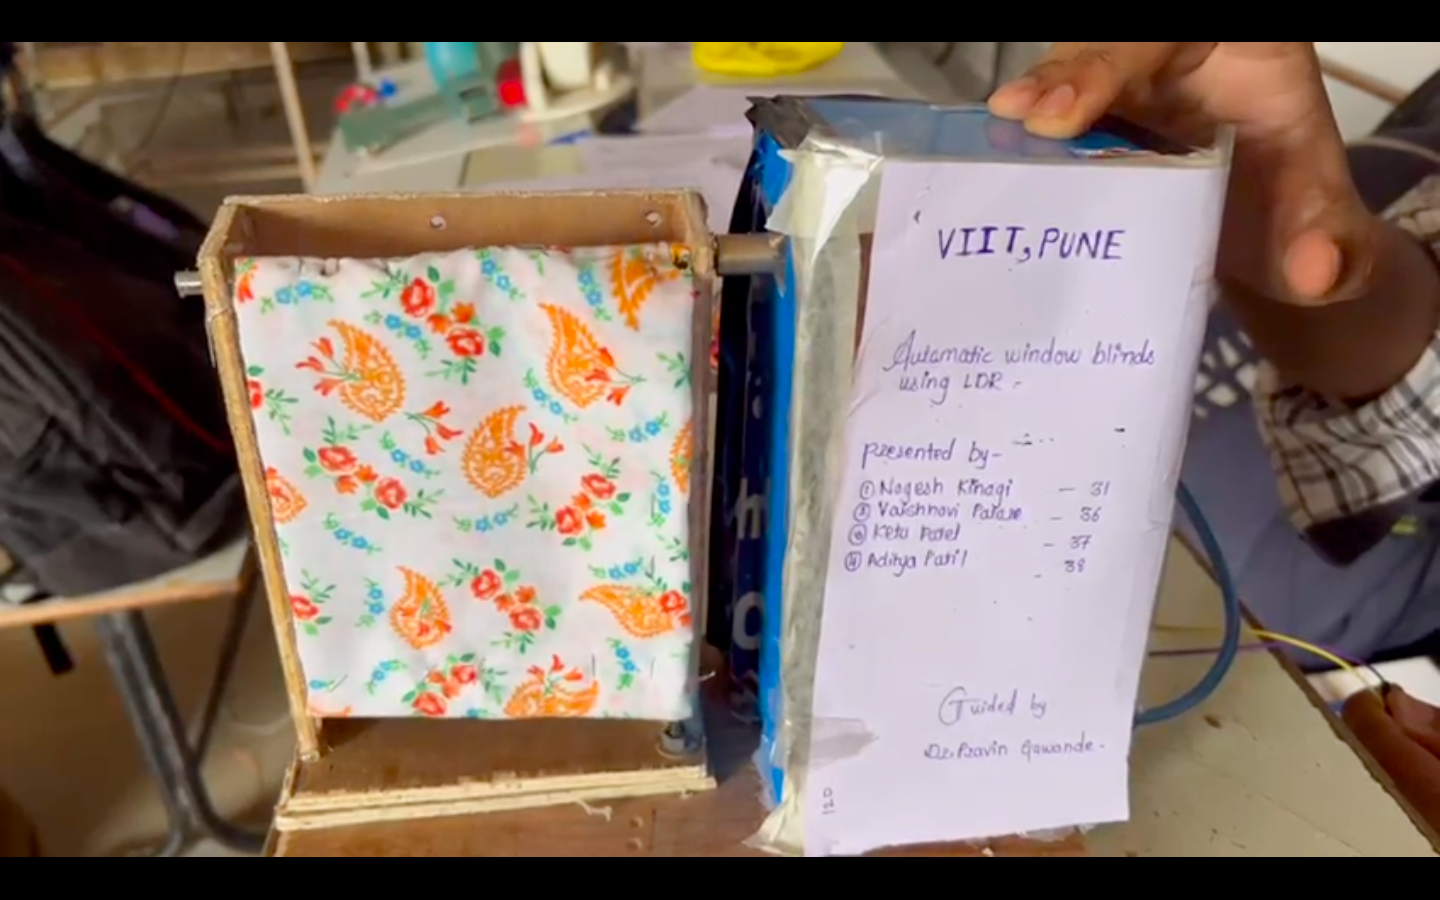 VIIT, PUNE
Automatic window blinds
using LDR -
Presented by-
① Nagesh Kinagi - 31
② Vaishnavi Parase - 36
③ Ketu Patel - 37
④ Aditya Patil - 38
Guided by
Dr. Pravin Gawande.